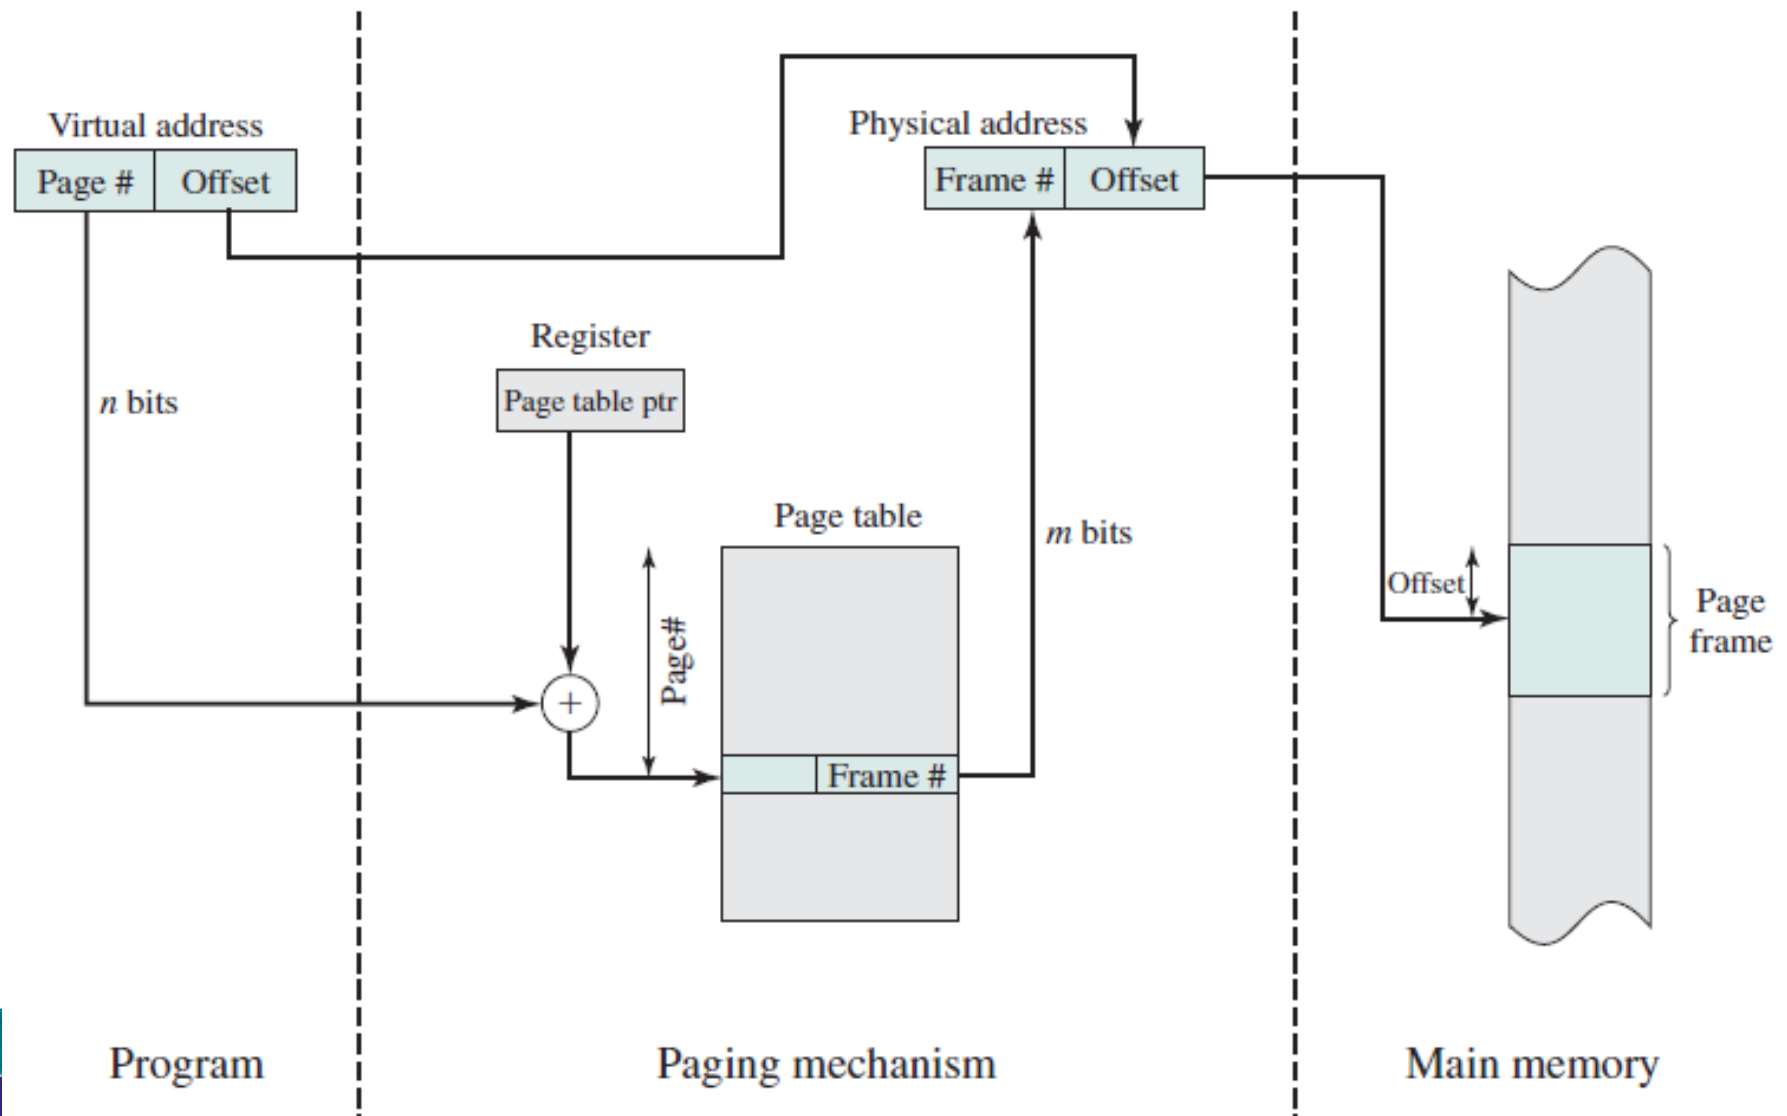 Virtual address
Page #
Offset
Physical address
Frame #
Offset
Register
Page table ptr
n bits
Page table
m bits
Page#
Frame #
Offset
Page
frame
Program
Paging mechanism
Main memory
+